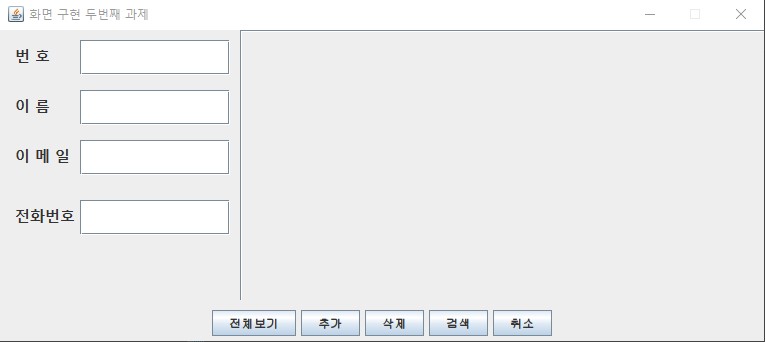 화면 구현 두번째 과제
번 호
이 름
이 메 일
전화번호
전체보기 추가 삭제 검색 취소